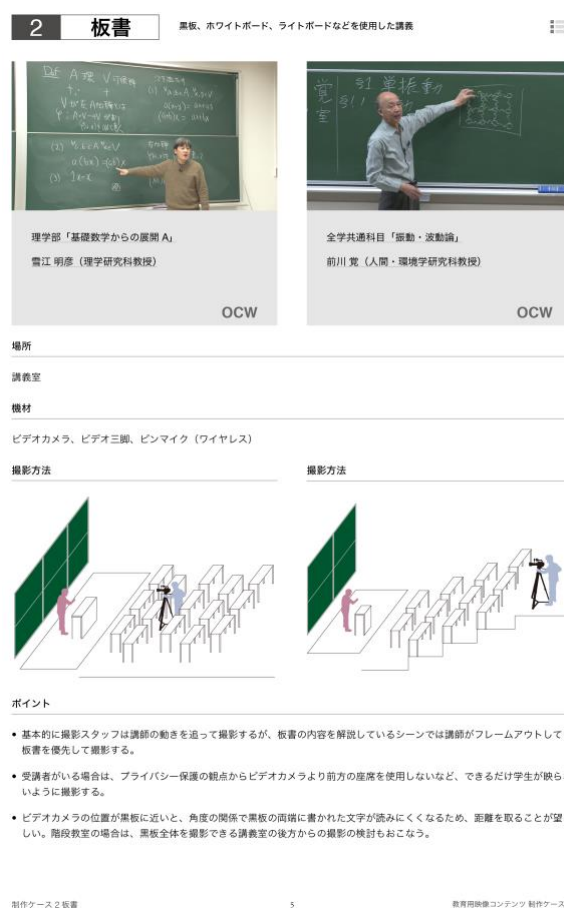 2 板書 黒板、ホワイトボード、ライトボードなどを使用した講義
覚 §1 単振動
室
理学部「基礎数学からの展開 A」
雪江 明彦(理学研究科教授)
OCW
全学共通科目「振動・波動論」
前川 覚(人間・環境学研究科教授)
OCW
場所
講義室
機材
ビデオカメラ、ビデオ三脚、ピンマイク(ワイヤレス)
撮影方法
撮影方法
ポイント
• 基本的に撮影スタッフは講師の動きを追って撮影するが、板書の内容を解説しているシーンでは講師がフレームアウトして
板書を優先して撮影する。
• 受講者がいる場合は、プライバシー保護の観点からビデオカメラより前方の座席を使用しないなど、できるだけ学生が映ら
いように撮影する。
• ビデオカメラの位置が黒板に近いと、角度の関係で黒板の両端に書かれた文字が読みにくくなるため、距離を取ることが望
しい。階段教室の場合は、黒板全体を撮影できる講義室の後方からの撮影の検討もおこなう。
制作ケース 2 板書
5
教育用映像コンテンツ 制作ケース